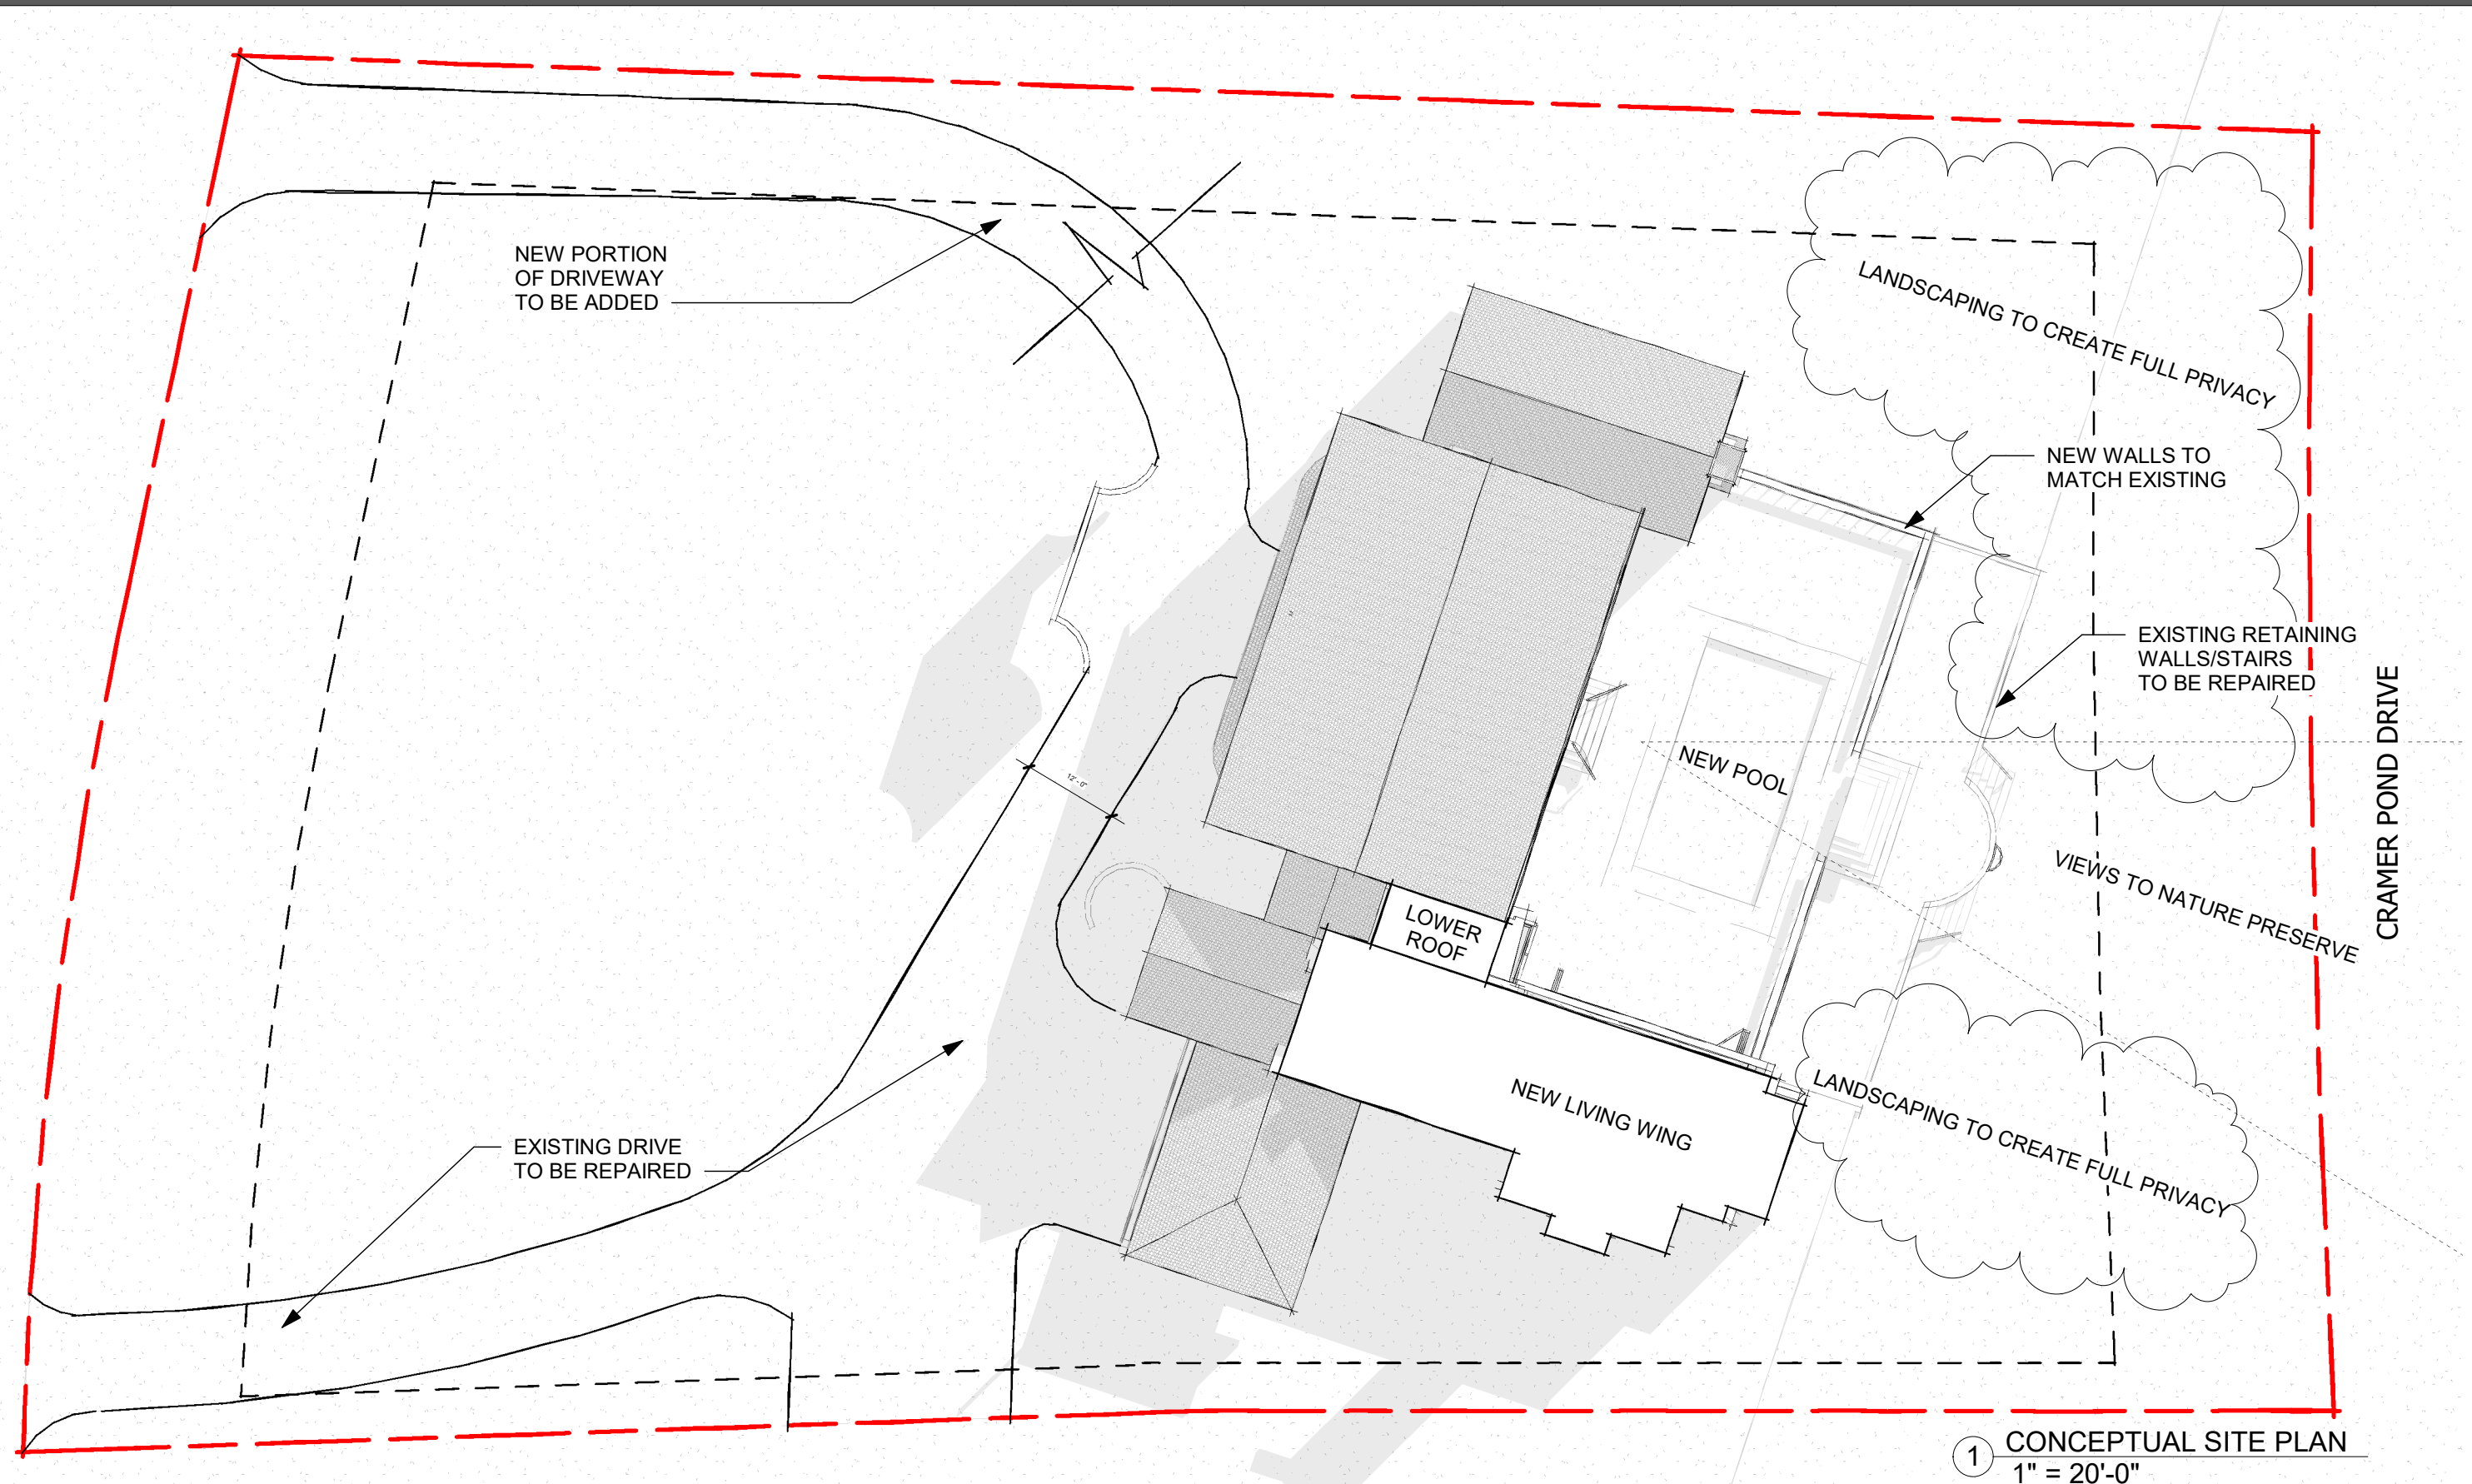 NEW PORTION
OF DRIVEWAY
TO BE ADDED
LANDSCAPING TO CREATE FULL PRIVACY
NEW WALLS TO
MATCH EXISTING
EXISTING RETAINING
WALLS/STAIRS
TO BE REPAIRED
CRAMER POND DRIVE
NEW POOL
12' - 0"
VIEWS TO NATURE PRESERVE
LOWER
ROOF
NEW LIVING WING
LANDSCAPING TO CREATE FULL PRIVACY
EXISTING DRIVE
TO BE REPAIRED
1 CONCEPTUAL SITE PLAN
1" = 20'-0"